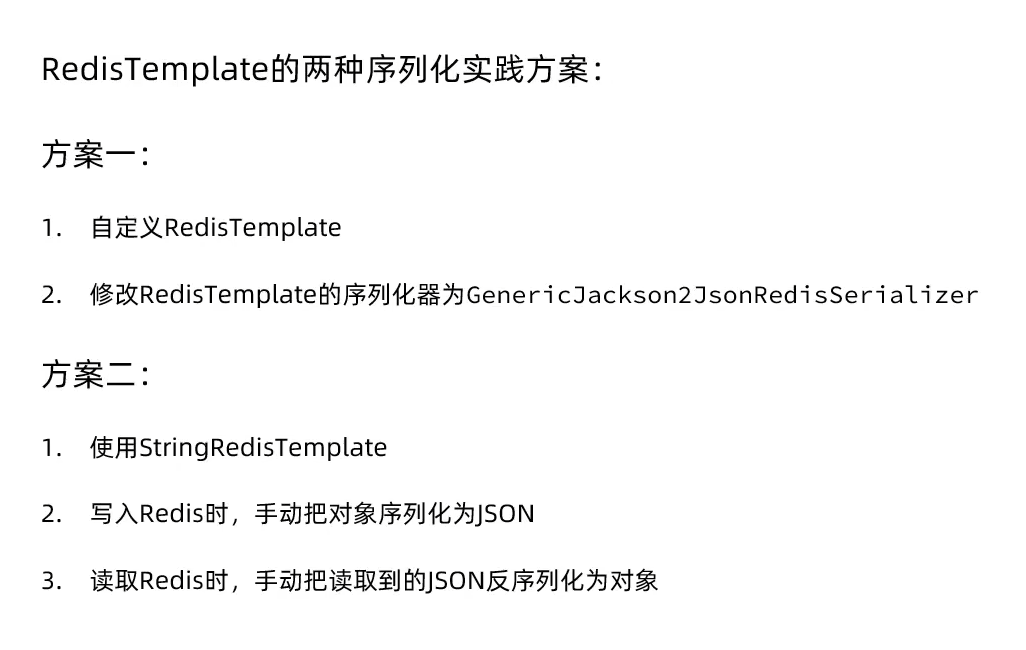 RedisTemplate的两种序列化实践方案：
方案一：
1. 自定义RedisTemplate
2. 修改RedisTemplate的序列化器为GenericJackson2JsonRedisSerializer
方案二：
1. 使用StringRedisTemplate
2. 写入Redis时，手动把对象序列化为JSON
3. 读取Redis时，手动把读取到的JSON反序列化为对象